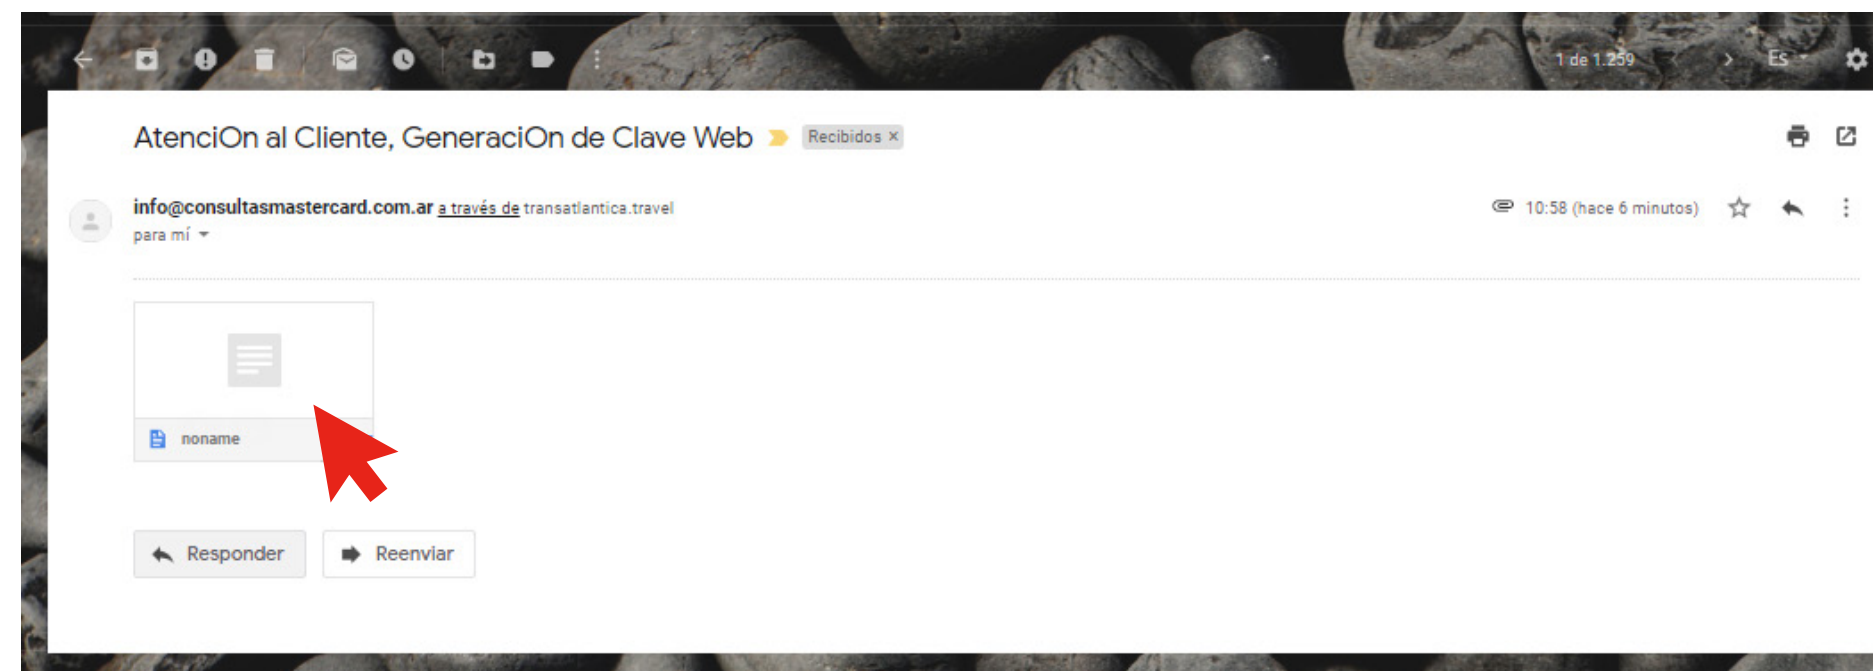 1 de 1.259
ES
AtenciOn al Cliente, GeneraciOn de Clave Web
Recibidos ×
info@consultasmastercard.com.ar a través de transatlantica.travel
10:58 (hace 6 minutos)
para mí
noname
Responder
Reenviar